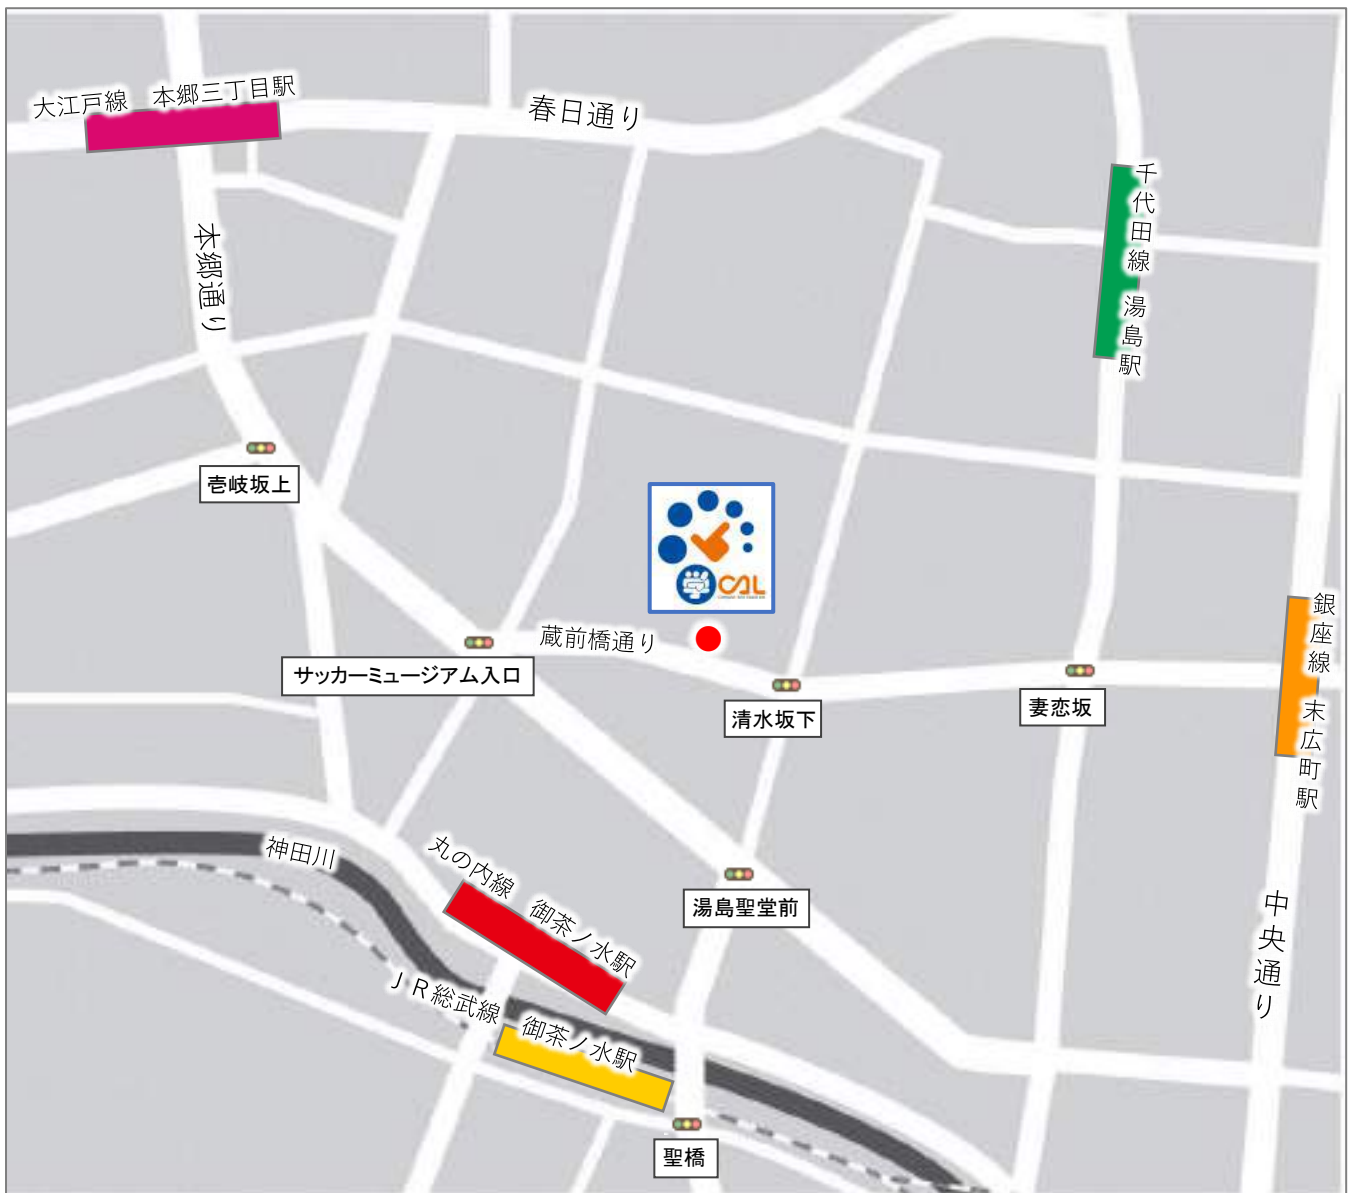 大江戸線　本郷三丁目駅
春日通り
千代田線 湯島駅
本郷通り
壱岐坂上
CAL
銀座線 末広町駅
蔵前橋通り
サッカーミュージアム入口
清水坂下
妻恋坂
神田川
丸の内線　御茶ノ水駅
湯島聖堂前
中央通り
ＪＲ総武線　御茶ノ水駅
聖橋